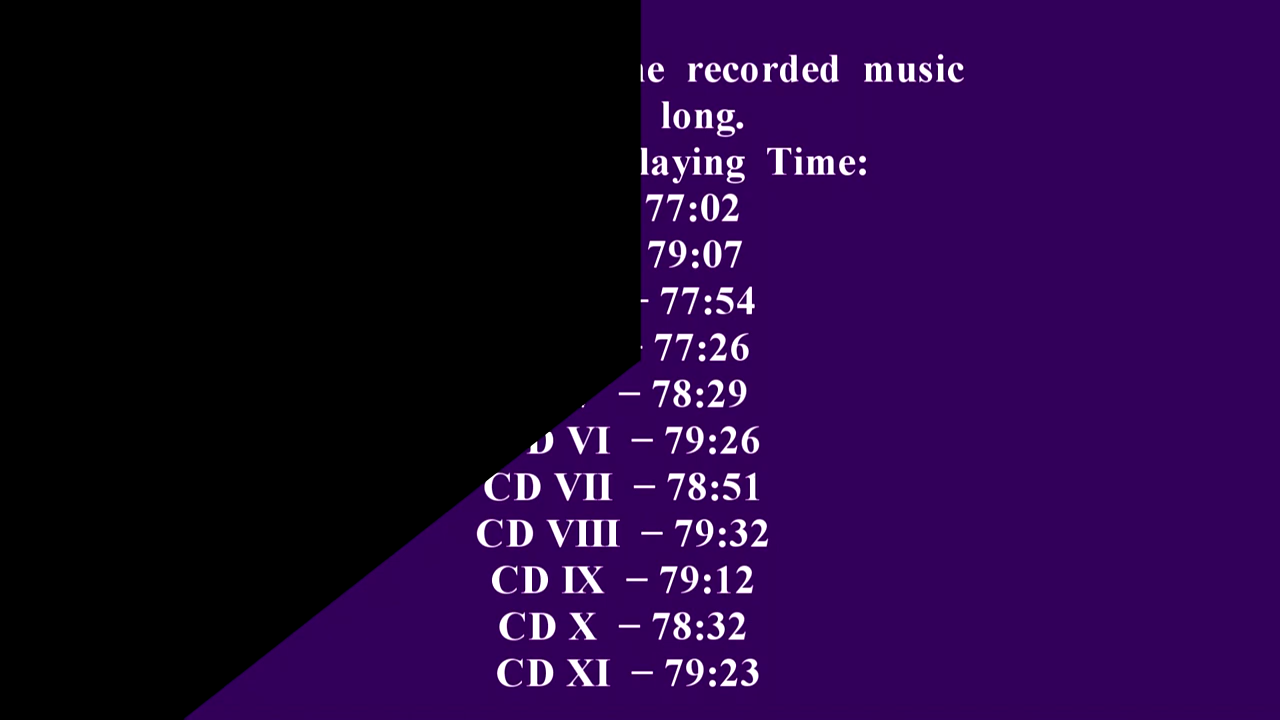 recorded music
long.
Time:
77:02
79:07
– 77:54
77:26
– 78:29
VI – 79:26
CD VII – 78:51
CD VIII – 79:32
CD IX – 79:12
CD X – 78:32
CD XI – 79:23